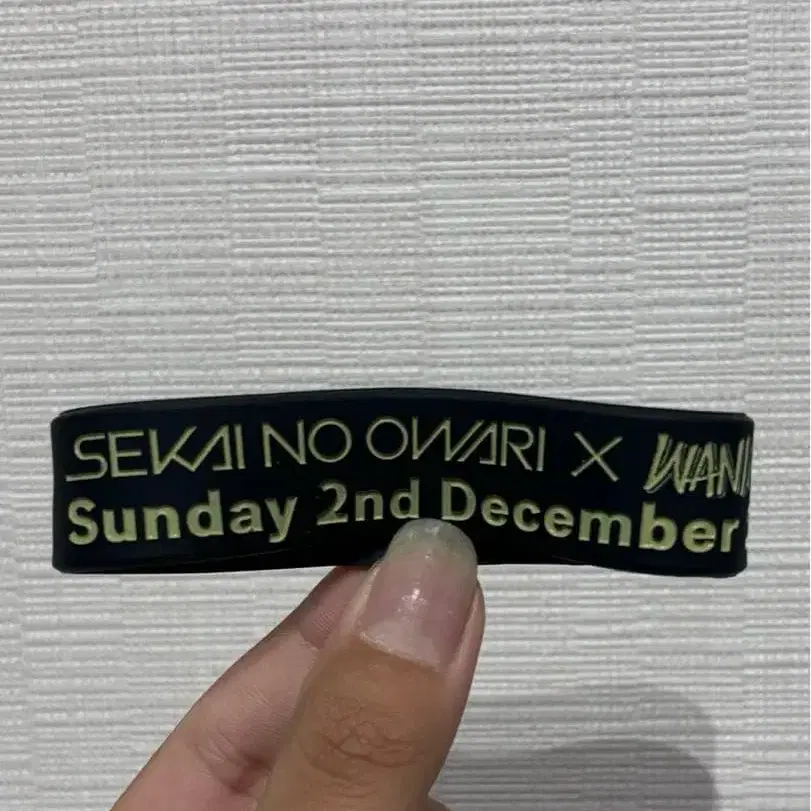 SEKAI NO OWARI X WANI
Sunday 2nd December